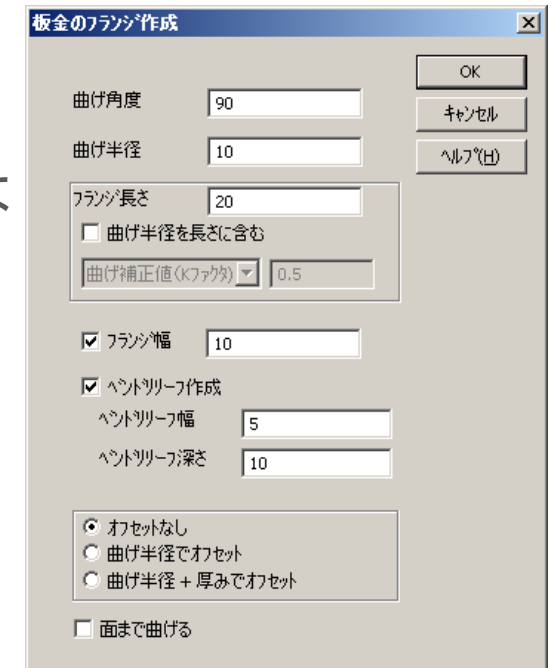 板金のフランジ作成
OK
キャンセル
ヘルプ(H)
曲げ角度 90
曲げ半径 10
フランジ長さ 20
曲げ半径を長さに含む
曲げ補正値(Kファクタ) 0.5
フランジ幅 10
ベントリリーフ作成
ベントリリーフ幅 5
ベントリリーフ深さ 10
オフセットなし
曲げ半径でオフセット
曲げ半径 + 厚みでオフセット
面まで曲げる